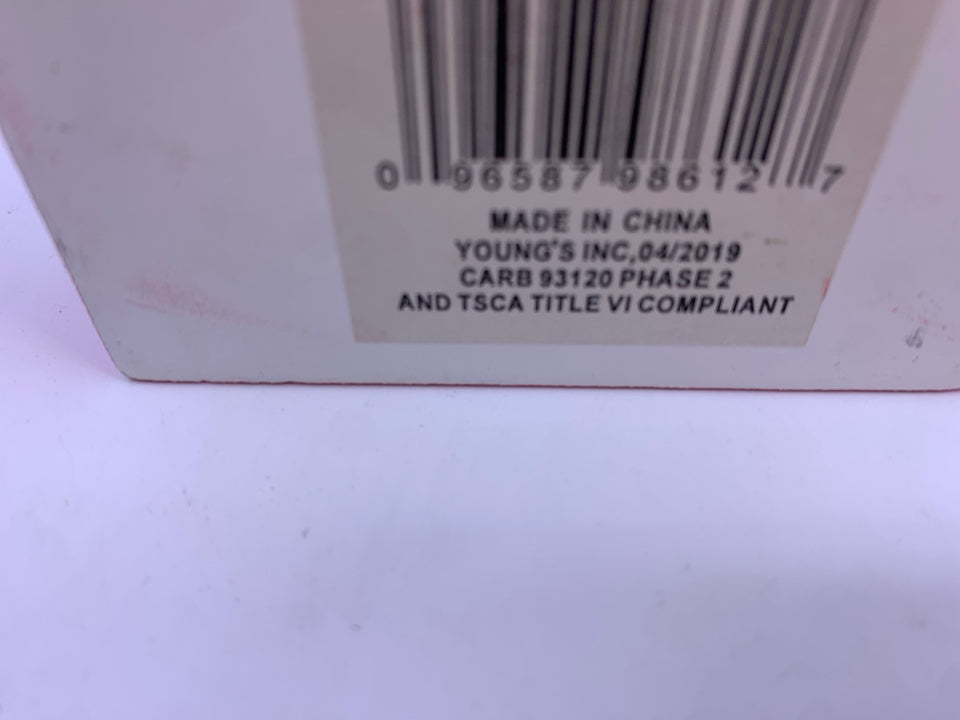 0 96587 98612 7
MADE IN CHINA
YOUNG'S INC,04/2019
CARB 93120 PHASE 2
AND TSCA TITLE VI COMPLIANT